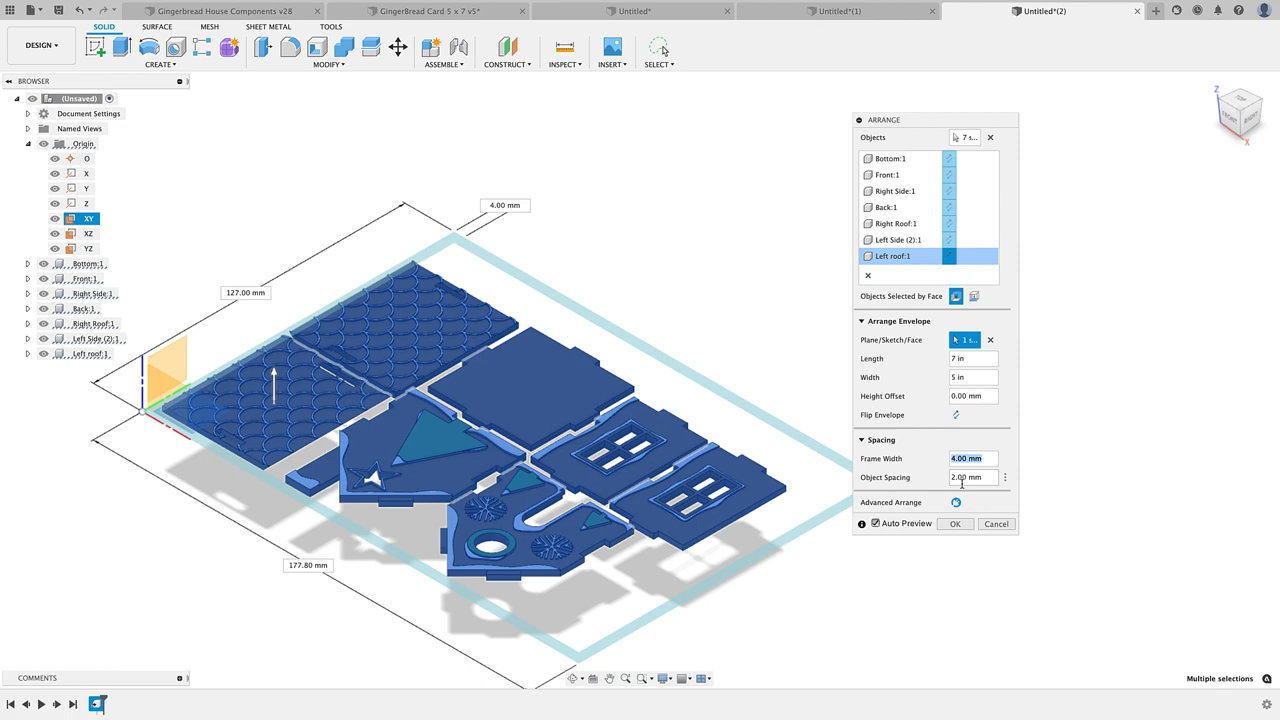 Gingerbread House Components v28
GingerBread Card 5 x 7 v5*
Untitled*
Untitled*(1)
Untitled*(2)
SOLID
SURFACE
MESH
SHEET METAL
TOOLS
DESIGN
CREATE
MODIFY
ASSEMBLE
CONSTRUCT
INSPECT
INSERT
SELECT
BROWSER
(Unsaved)
Document Settings
Named Views
Origin
O
X
Y
Z
XY
XZ
YZ
Bottom:1
Front:1
Right Side:1
Back:1
Right Roof:1
Left Side (2):1
Left roof:1
4.00 mm
127.00 mm
177.80 mm
Z
TOP
FRONT
RIGHT
X
ARRANGE
Objects
7 s...
Bottom:1
Front:1
Right Side:1
Back:1
Right Roof:1
Left Side (2):1
Left roof:1
Objects Selected by Face
Arrange Envelope
Plane/Sketch/Face
1 s...
Length
7 in
Width
5 in
Height Offset
0.00 mm
Flip Envelope
Spacing
Frame Width
4.00 mm
Object Spacing
2.00 mm
Advanced Arrange
Auto Preview
OK
Cancel
COMMENTS
Multiple selections